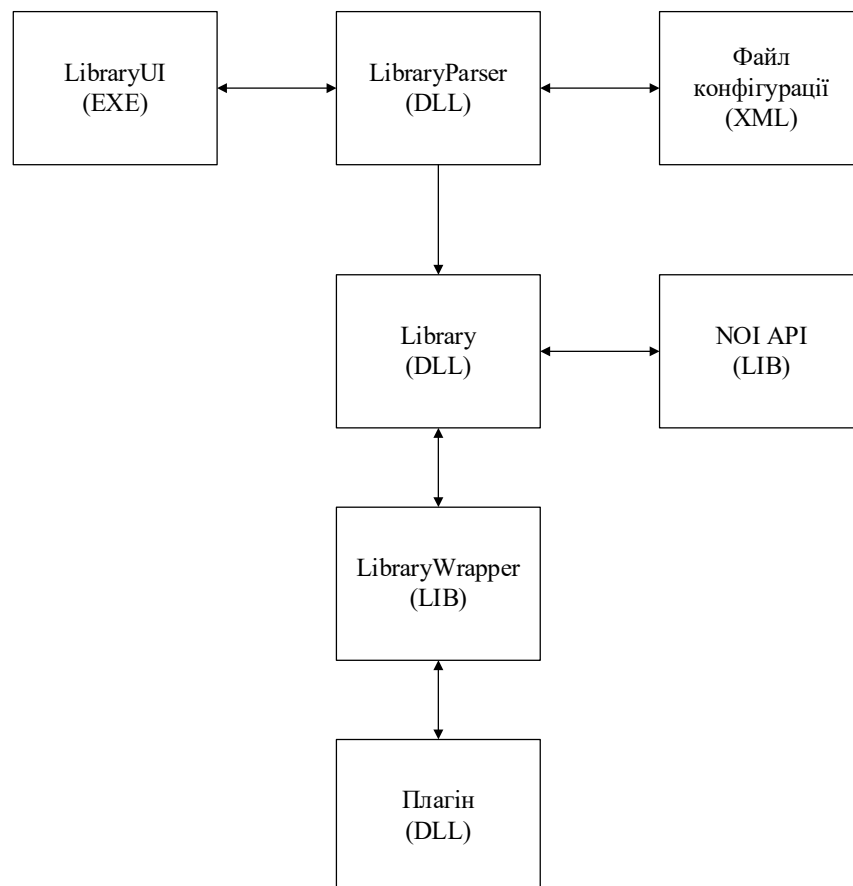 LibraryUI
(EXE)
LibraryParser
(DLL)
Файл
конфігурації
(XML)
Library
(DLL)
NOI API
(LIB)
LibraryWrapper
(LIB)
Плагін
(DLL)